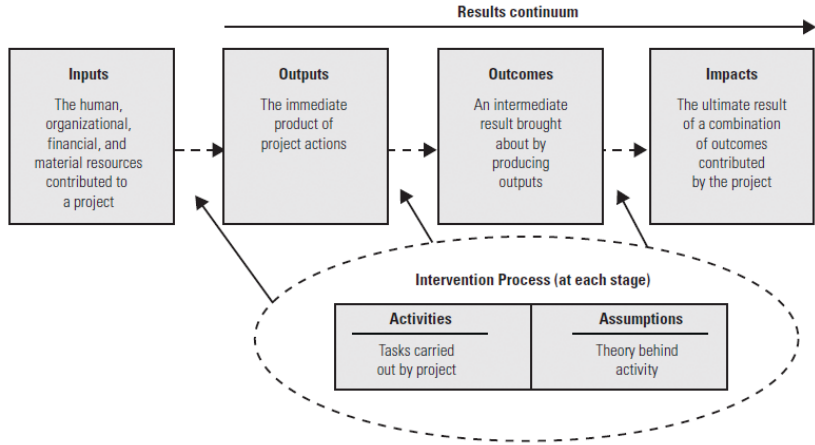 Results continuum
Inputs
The human,
organizational,
financial, and
material resources
contributed to
a project
Outputs
The immediate
product of
project actions
Outcomes
An intermediate
result brought
about by
producing
outputs
Impacts
The ultimate result
of a combination
of outcomes
contributed
by the project
Intervention Process (at each stage)
Activities
Tasks carried
out by project
Assumptions
Theory behind
activity